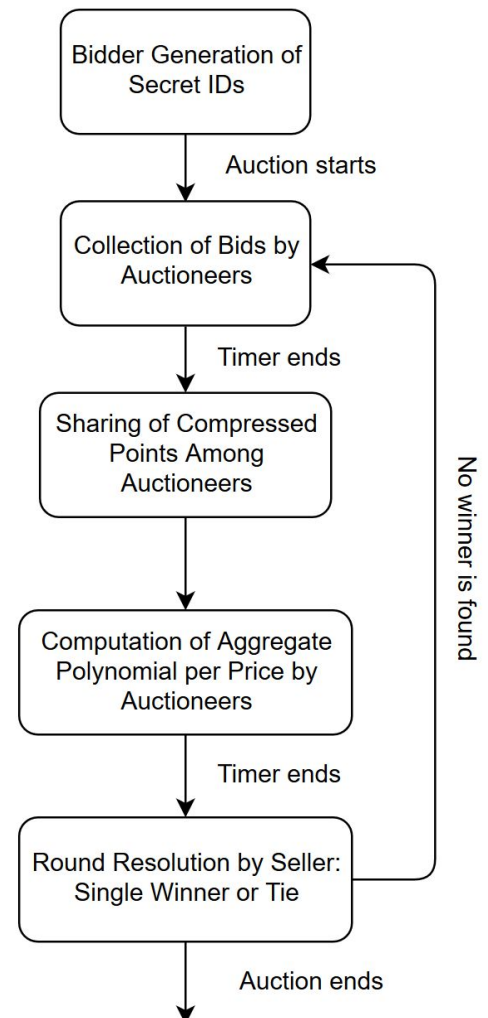 Bidder Generation of
Secret IDs
Auction starts
Collection of Bids by
Auctioneers
Timer ends
Sharing of Compressed
Points Among
Auctioneers
No winner is found
Computation of Aggregate
Polynomial per Price by
Auctioneers
Timer ends
Round Resolution by Seller:
Single Winner or Tie
Auction ends